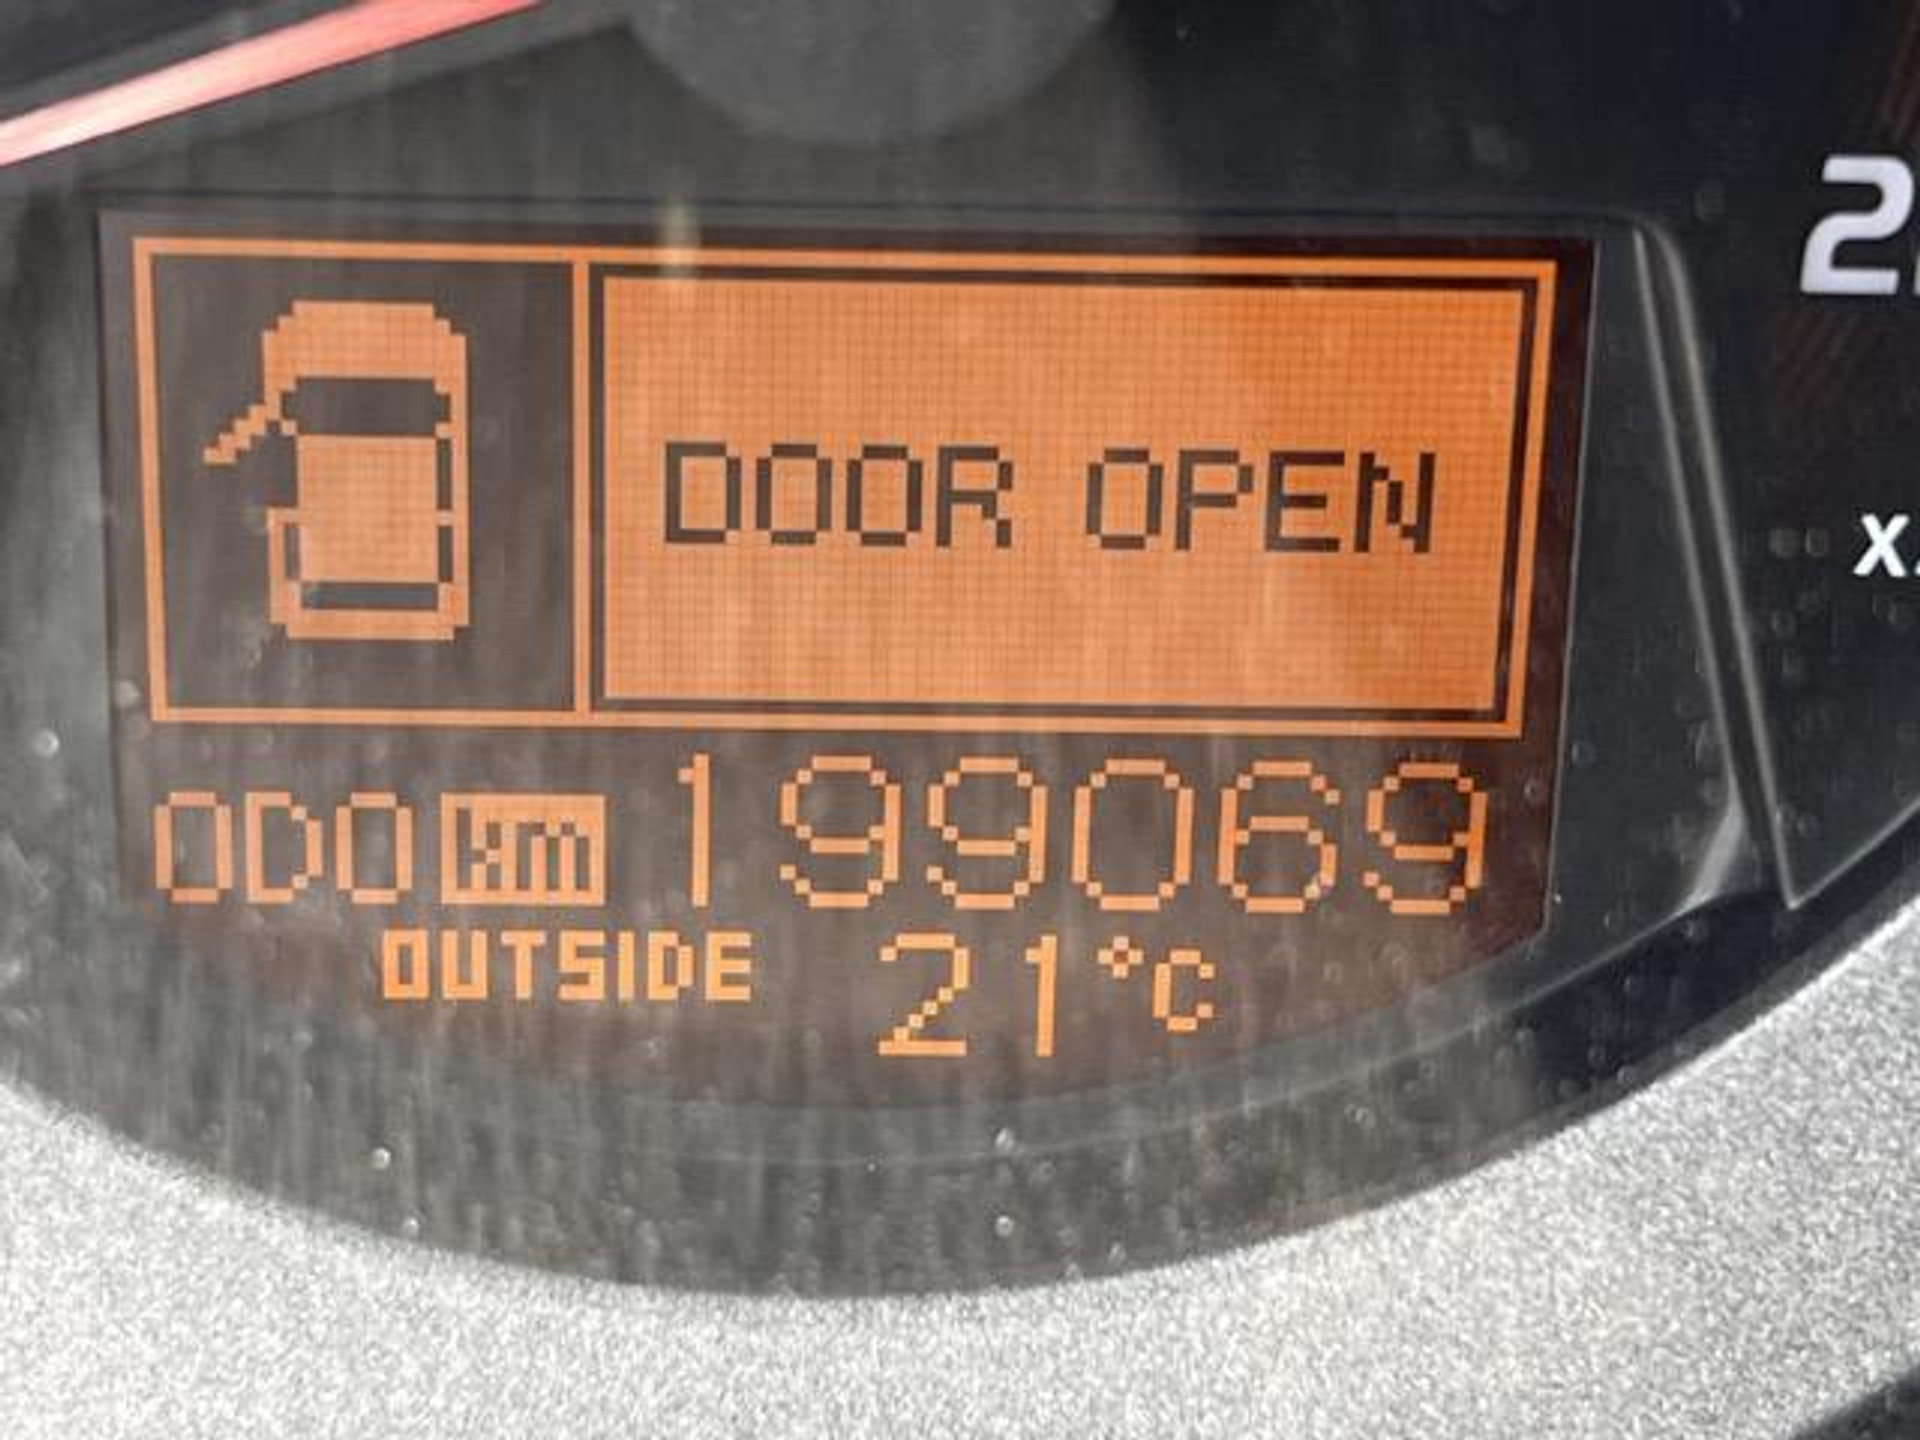 DOOR OPEN
ODO km 199069
OUTSIDE 21°C